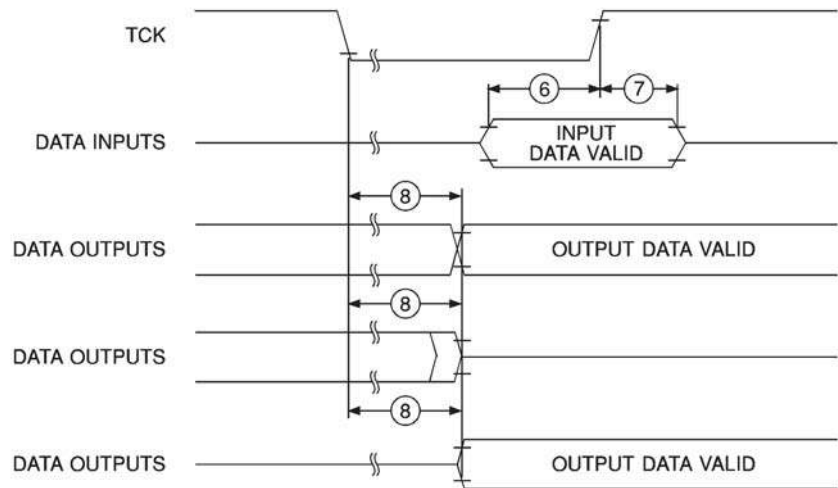 TCK
6
7
DATA INPUTS
INPUT
DATA VALID
8
DATA OUTPUTS
OUTPUT DATA VALID
8
DATA OUTPUTS
8
DATA OUTPUTS
OUTPUT DATA VALID